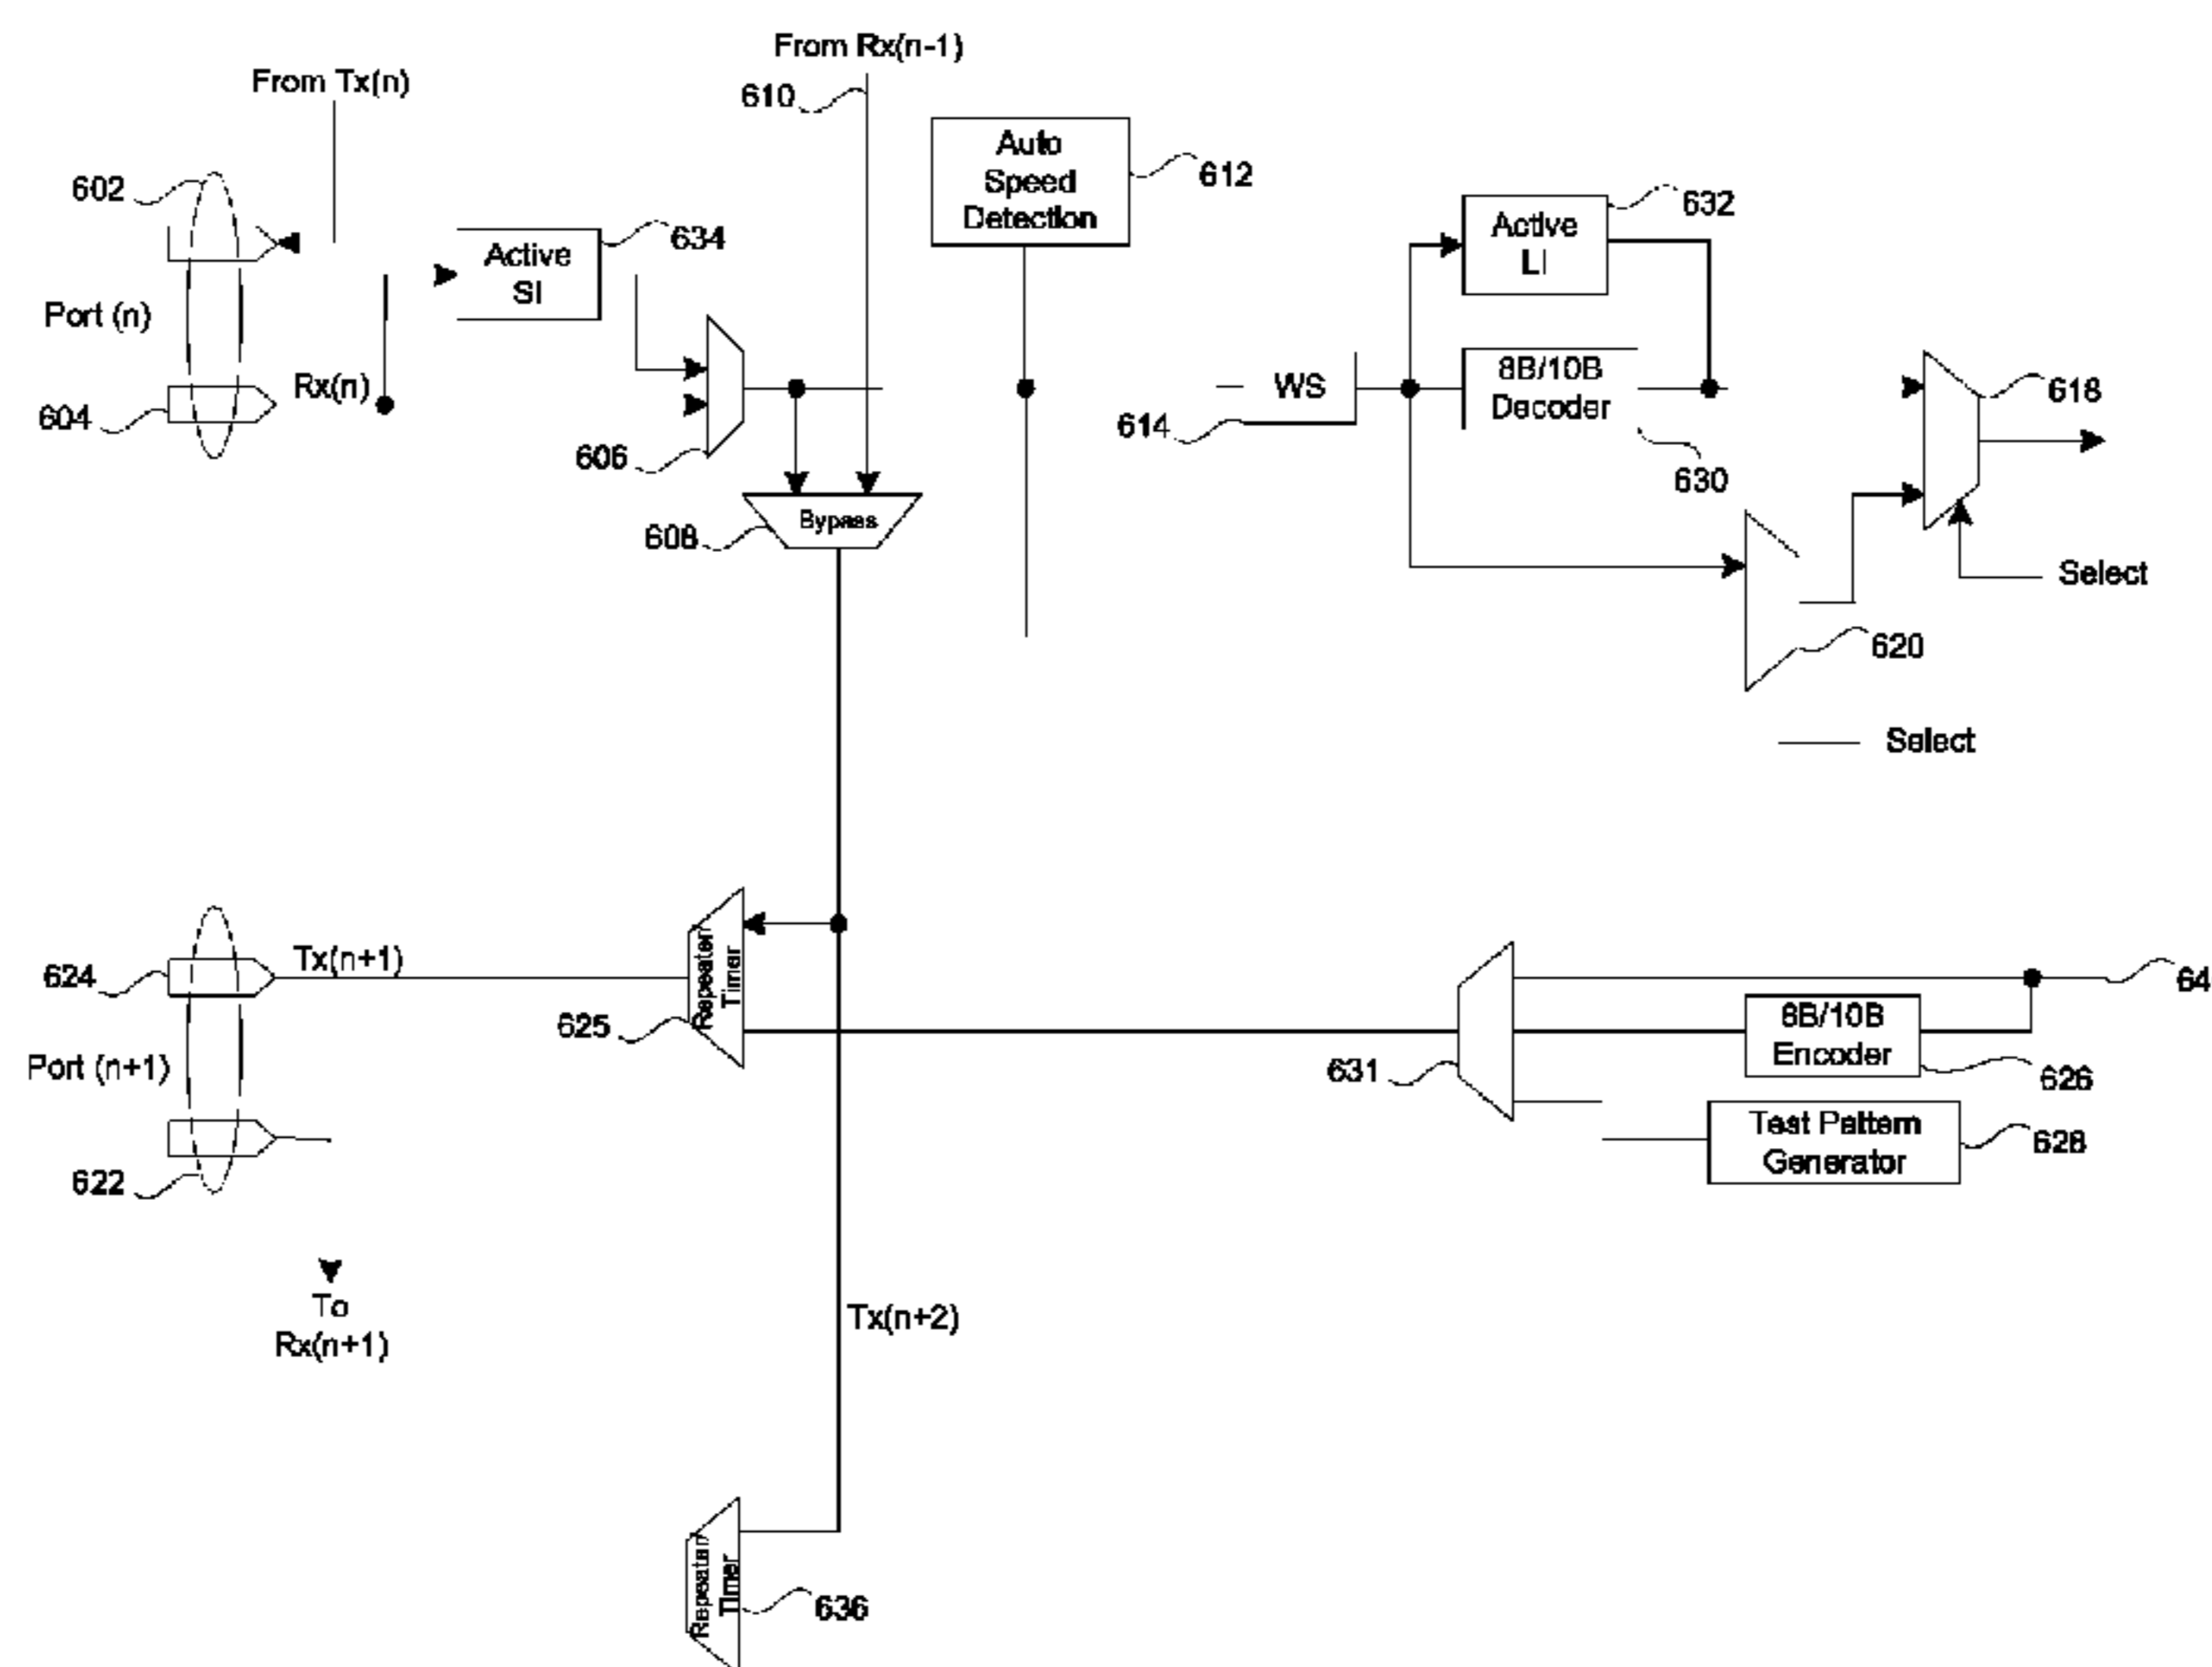 From Rx(n-1)
From Tx(n)
610
Auto
Speed
Detection
612
602
634
Active
SI
632
Active
LI
Port (n)
Rx(n)
604
606
WS
614
8B/10B
Decoder
630
618
Bypass
608
Select
620
Select
624
Tx(n+1)
Repeater
Timer
625
64
8B/10B
Encoder
626
631
Port (n+1)
Test Pattern
Generator
628
622
To
Rx(n+1)
Tx(n+2)
Repeater
Timer
636